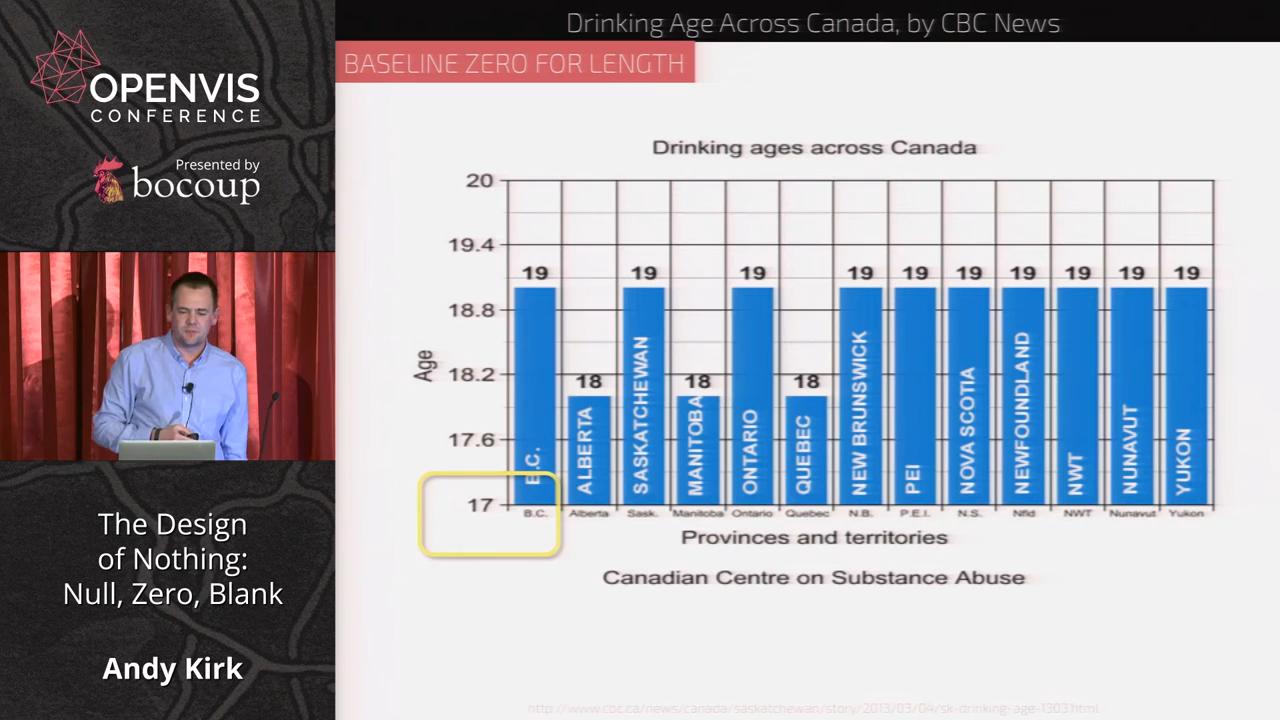 OPENVIS
CONFERENCE
Presented by
bocoup
The Design
of Nothing:
Null, Zero, Blank
Andy Kirk
Drinking Age Across Canada, by CBC News
BASELINE ZERO FOR LENGTH
Drinking ages across Canada
20
19.4
18.8
18.2
17.6
17
Age
19
18
19
18
19
18
19
19
19
19
19
19
19
B.C.
ALBERTA
SASKATCHEWAN
MANITOBA
ONTARIO
QUEBEC
NEW BRUNSWICK
PEI
NOVA SCOTIA
NEWFOUNDLAND
NWT
NUNAVUT
YUKON
B.C. Alberta Sask. Manitoba Ontario Quebec N.B. P.E.I. N.S. Nfld NWT Nunavut Yukon
Provinces and territories
Canadian Centre on Substance Abuse
http://www.cbc.ca/news/canada/saskatchewan/story/2013/03/04/sk-drinking-age-1303.html